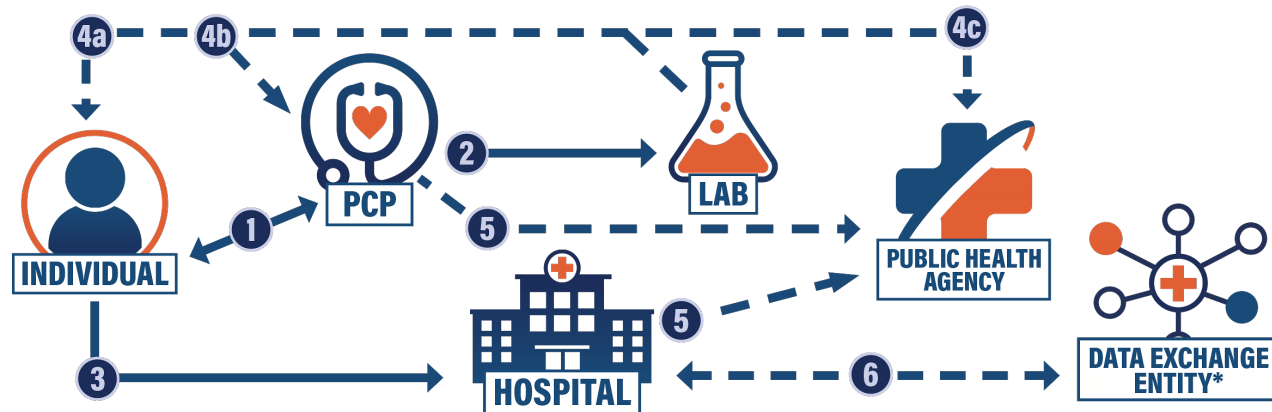 4a
4b
4c
2
PCP
LAB
1
5
INDIVIDUAL
PUBLIC HEALTH
AGENCY
5
3
HOSPITAL
6
DATA EXCHANGE
ENTITY*